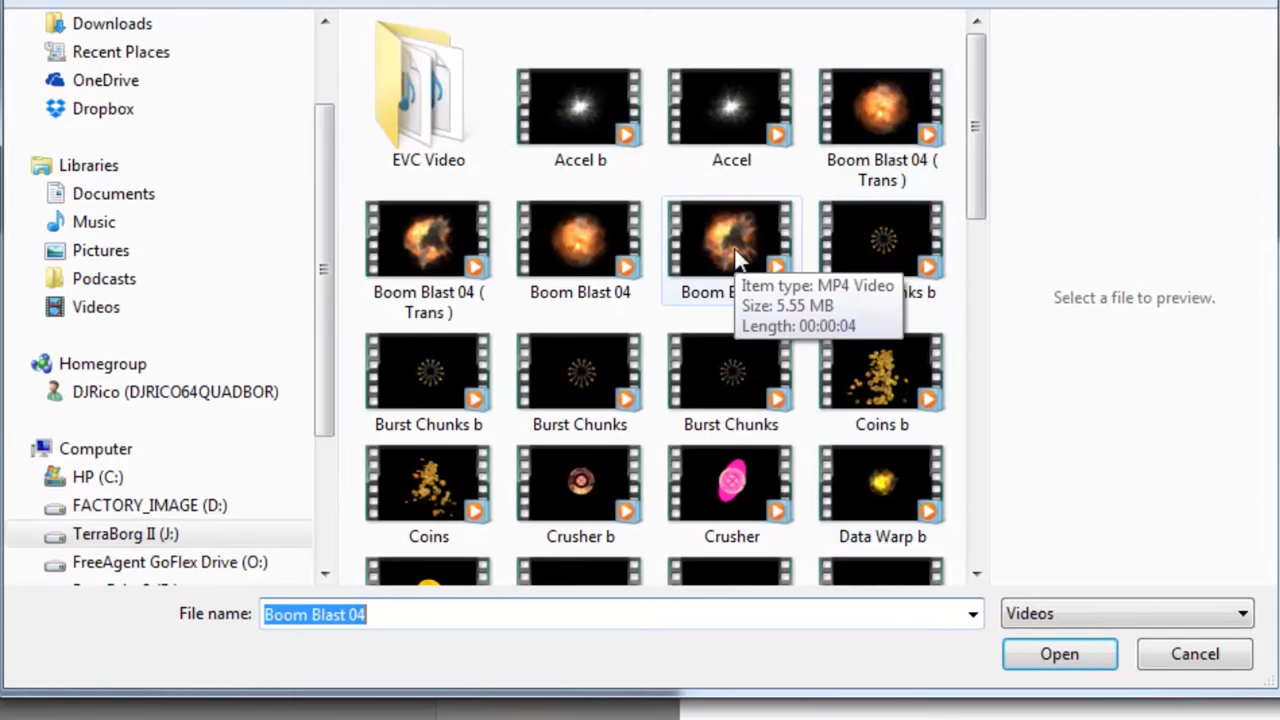 Downloads
Recent Places
OneDrive
Dropbox
Libraries
Documents
Music
Pictures
Podcasts
Videos
Homegroup
DJRico (DJRICO64QUADBOR)
Computer
HP (C:)
FACTORY_IMAGE (D:)
TerraBorg II (J:)
FreeAgent GoFlex Drive (O:)
EVC Video
Accel b
Accel
Boom Blast 04 (
Trans )
Boom Blast 04 (
Trans )
Boom Blast 04
Boom B
ks b
Item type: MP4 Video
Size: 5.55 MB
Length: 00:00:04
Burst Chunks b
Burst Chunks
Burst Chunks
Coins b
Coins
Crusher b
Crusher
Data Warp b
Select a file to preview.
File name:
Boom Blast 04
Videos
Open
Cancel